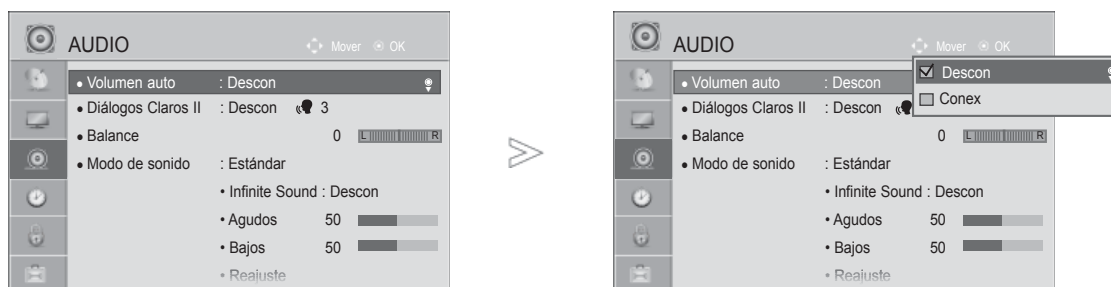 AUDIO
Mover OK
• Volumen auto : Descon
• Diálogos Claros II : Descon 3
• Balance 0 L R
• Modo de sonido : Estándar
• Infinite Sound : Descon
• Agudos 50
• Bajos 50
• Reajuste
AUDIO
Mover OK
• Volumen auto : Descon
Descon
Conex
• Diálogos Claros II : Descon
• Balance 0 L R
• Modo de sonido : Estándar
• Infinite Sound : Descon
• Agudos 50
• Bajos 50
• Reajuste